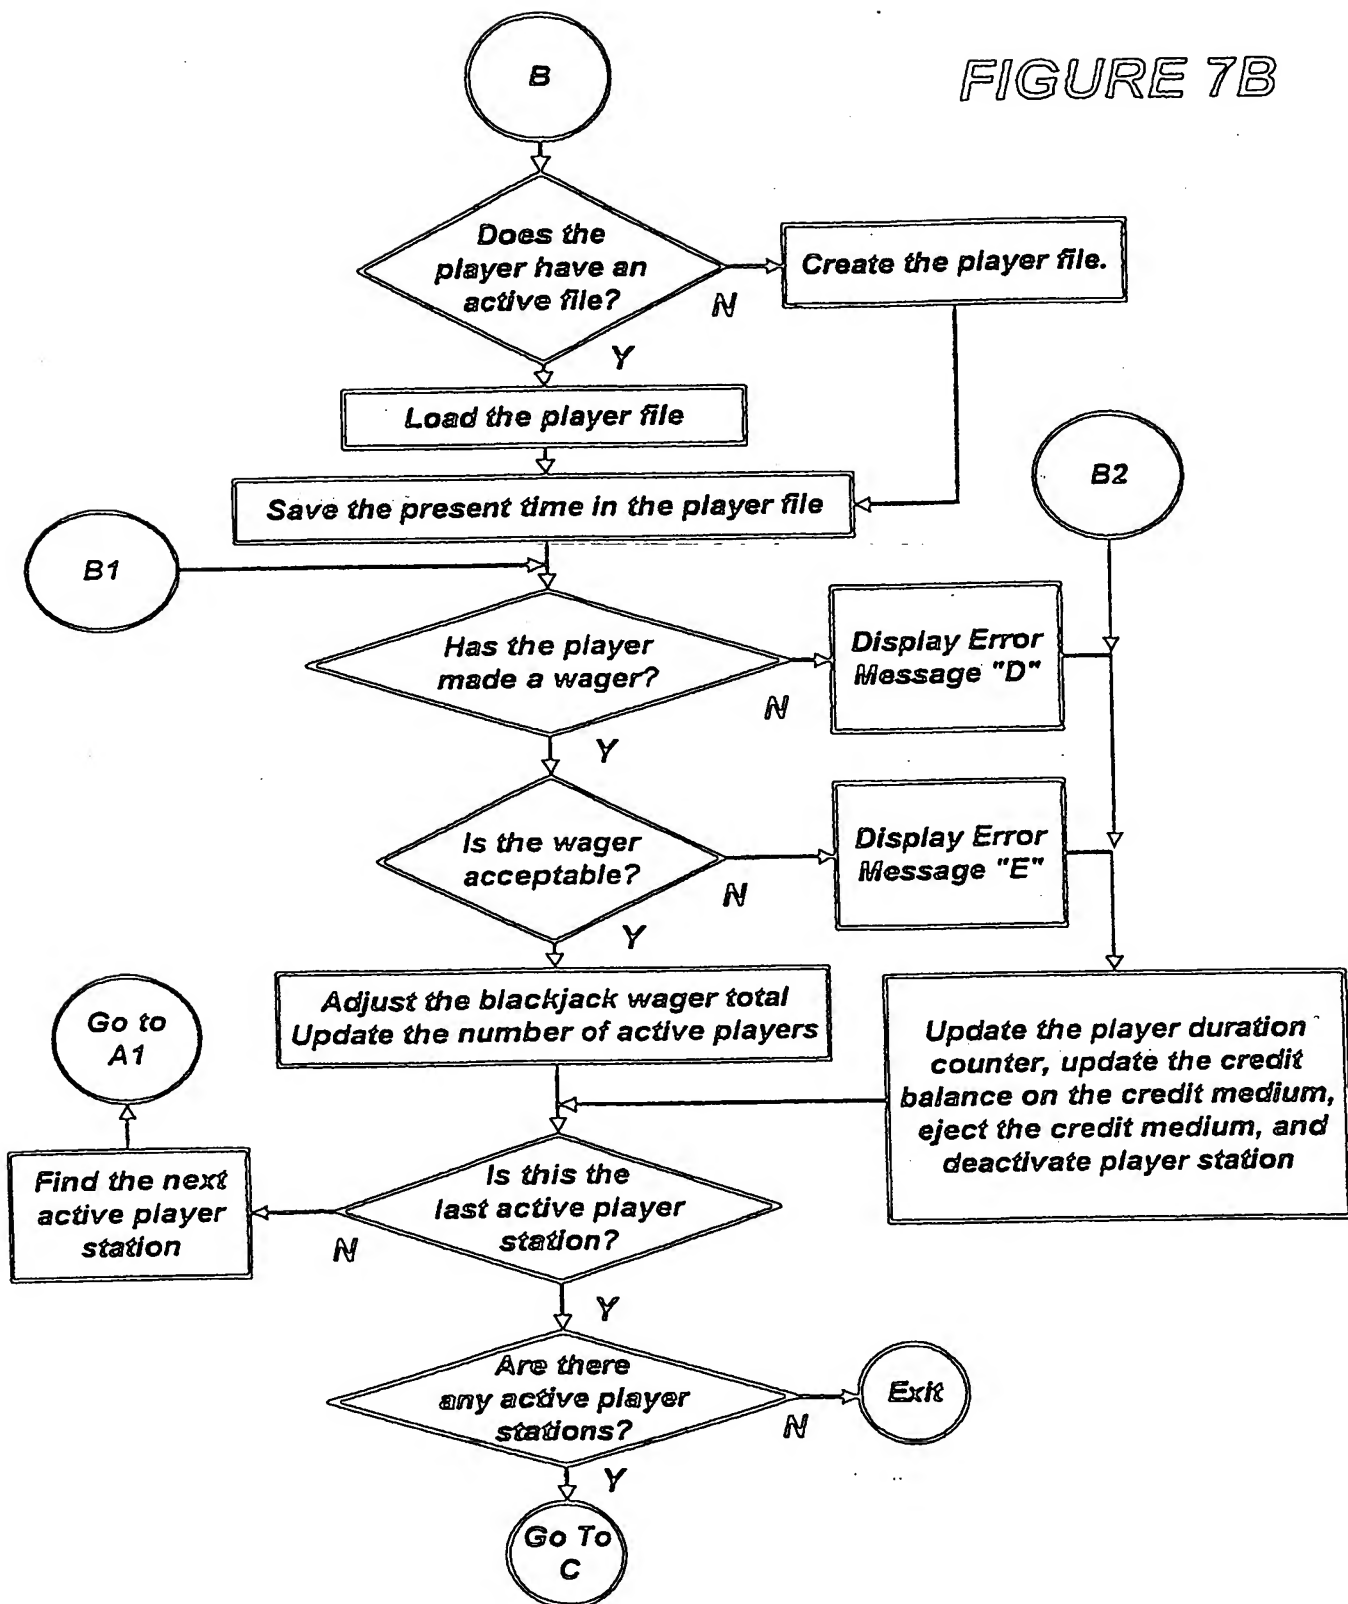 FIGURE 7B
B
Does the
player have an
active file?
N
Create the player file.
Y
Load the player file
Save the present time in the player file
B2
B1
Has the player
made a wager?
N
Display Error
Message "D"
Y
Is the wager
acceptable?
N
Display Error
Message "E"
Y
Adjust the blackjack wager total
Update the number of active players
Update the player duration
counter, update the credit
balance on the credit medium,
eject the credit medium, and
deactivate player station
Go to
A1
Find the next
active player
station
Is this the
last active player
station?
N
Y
Are there
any active player
stations?
N
Exit
Y
Go To
C